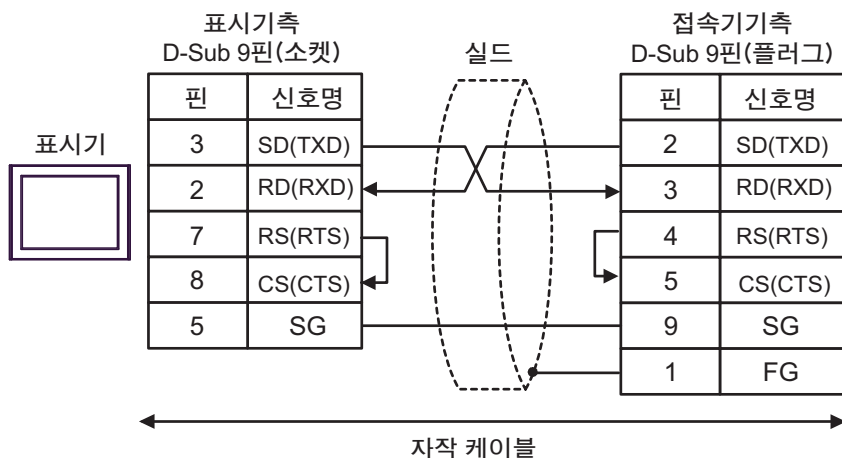 표시기측
D-Sub 9핀(소켓)
실드
접속기기측
D-Sub 9핀(플러그)
표시기
핀 신호명
3 SD(TXD)
2 RD(RXD)
7 RS(RTS)
8 CS(CTS)
5 SG
핀 신호명
2 SD(TXD)
3 RD(RXD)
4 RS(RTS)
5 CS(CTS)
9 SG
1 FG
자작 케이블